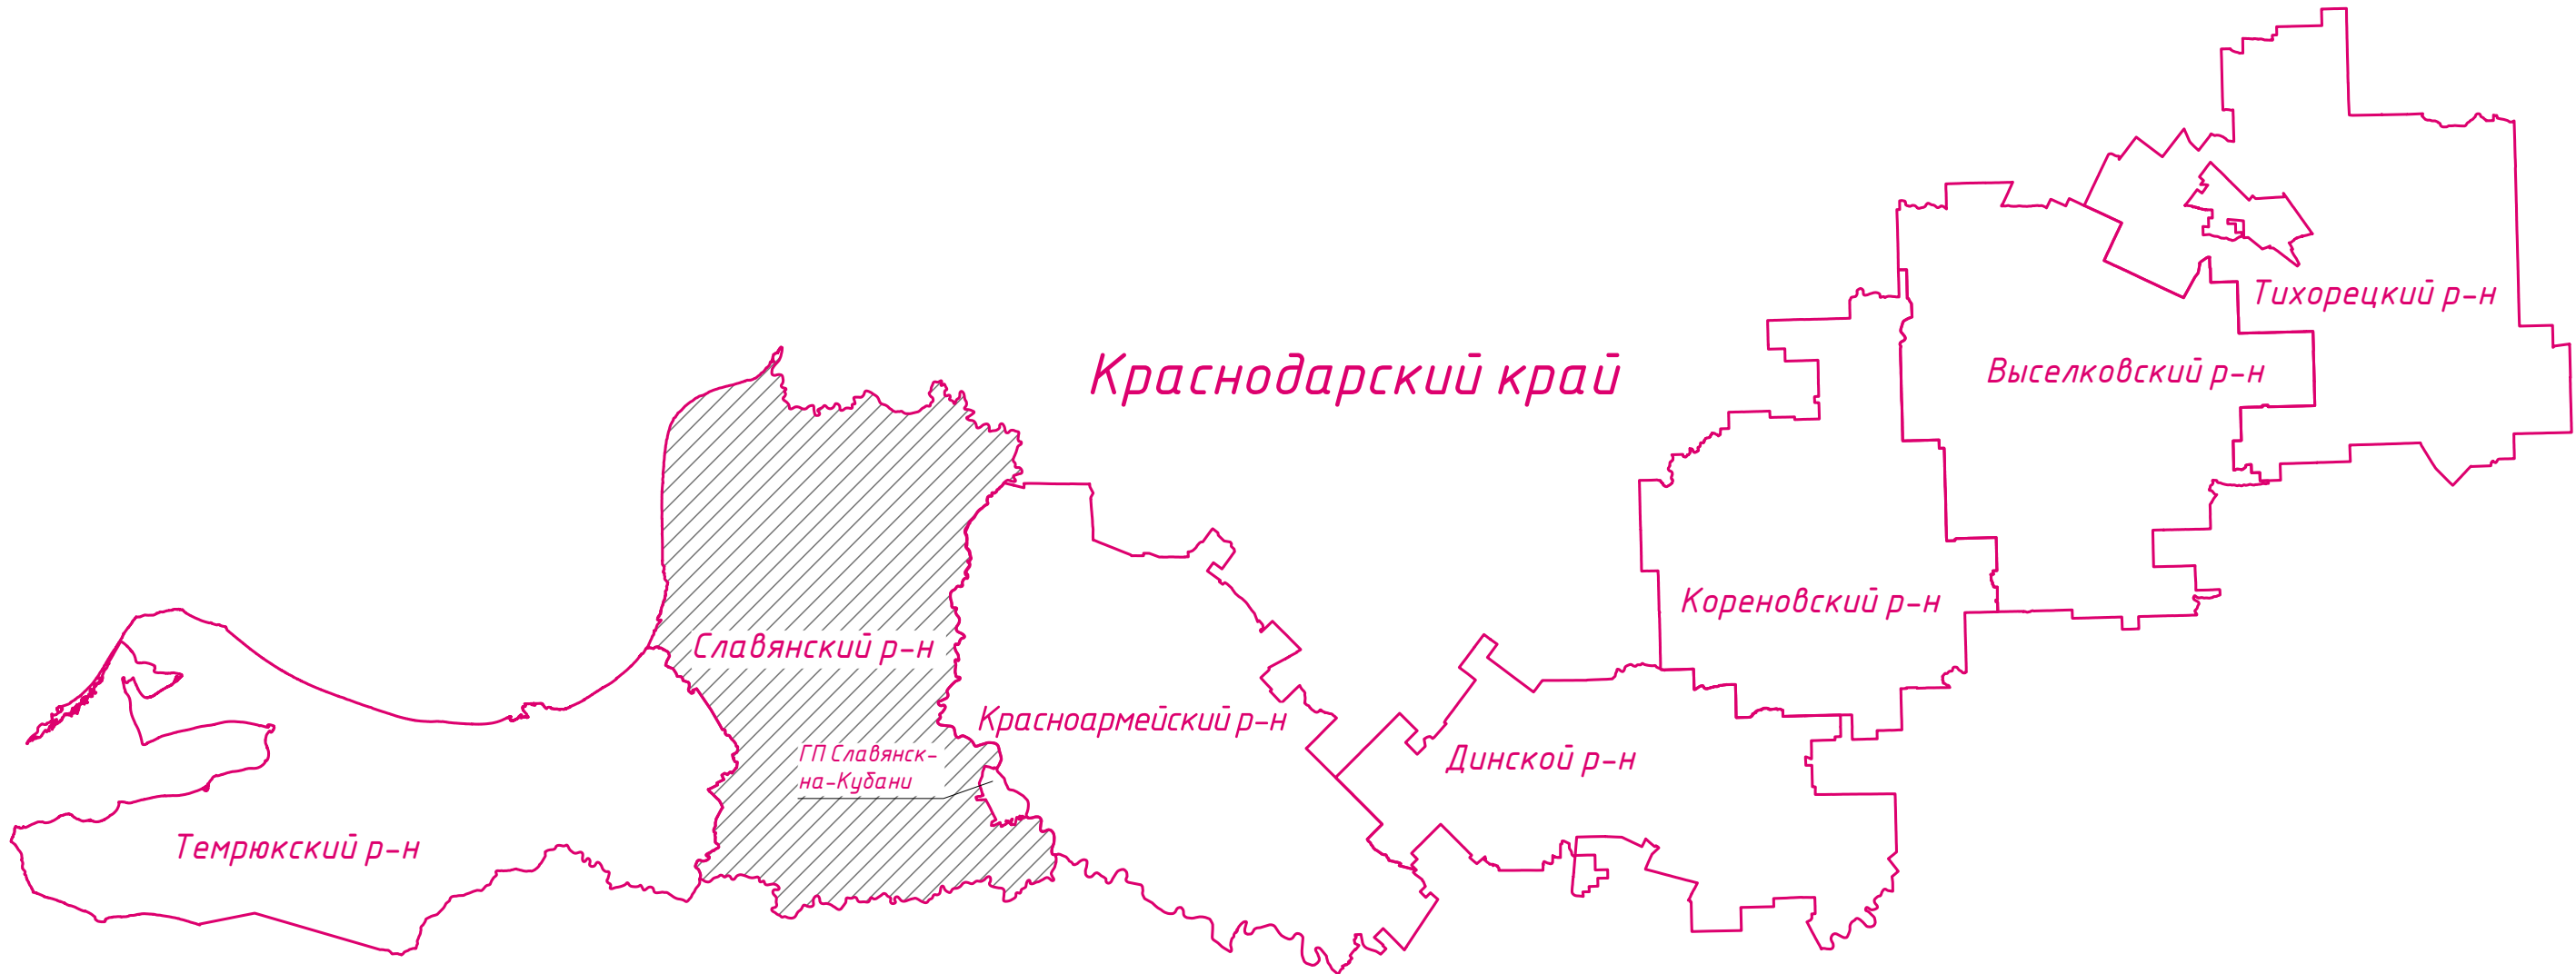 Тихорецкий р-н
Краснодарский край
Выселковский р-н
Кореновский р-н
Славянский р-н
Красноармейский р-н
ГП Славянск-
на-Кубани
Динской р-н
Темрюкский р-н